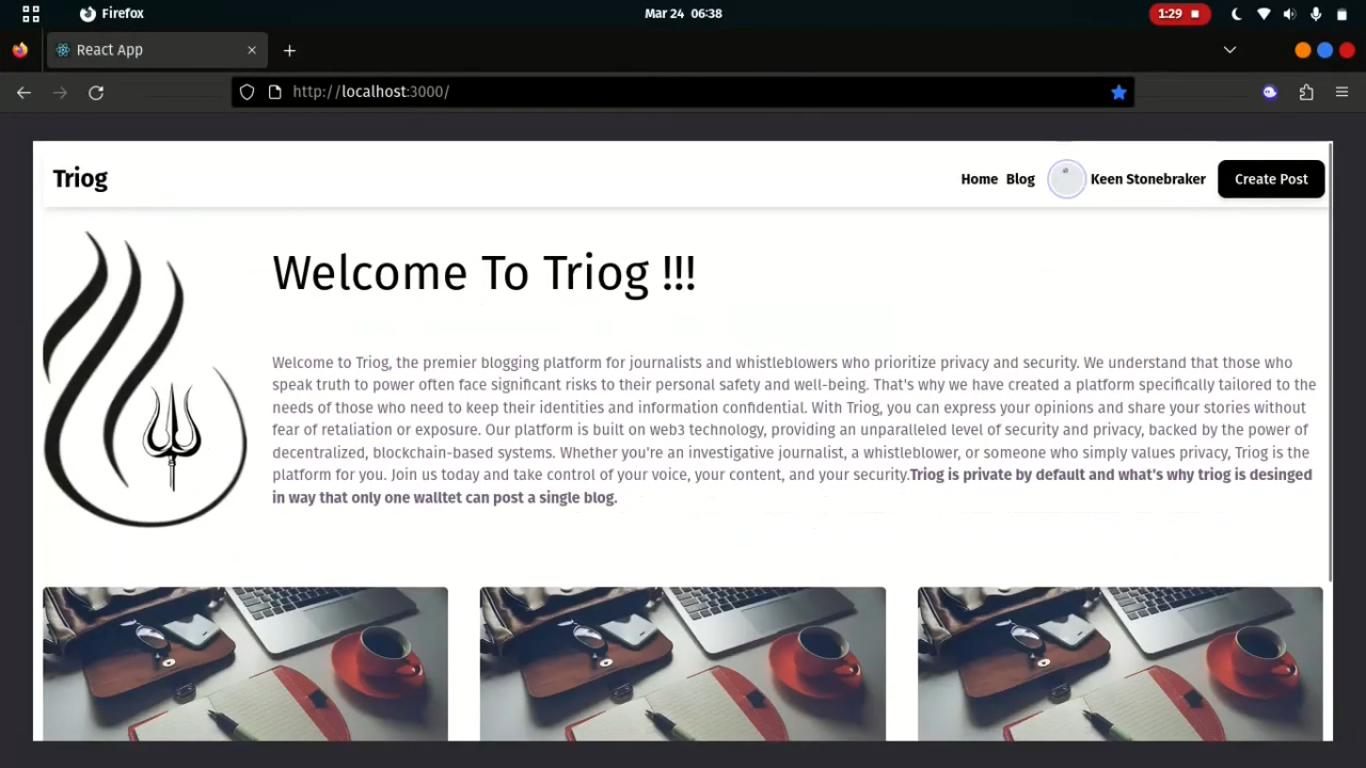 Firefox
Mar 24 06:38
1:29
React App
http://localhost:3000/
Triog
Home Blog Keen Stonebraker Create Post
Welcome To Triog !!!
Welcome to Triog, the premier blogging platform for journalists and whistleblowers who prioritize privacy and security. We understand that those who
speak truth to power often face significant risks to their personal safety and well-being. That's why we have created a platform specifically tailored to the
needs of those who need to keep their identities and information confidential. With Triog, you can express your opinions and share your stories without
fear of retaliation or exposure. Our platform is built on web3 technology, providing an unparalleled level of security and privacy, backed by the power of
decentralized, blockchain-based systems. Whether you're an investigative journalist, a whistleblower, or someone who simply values privacy, Triog is the
platform for you. Join us today and take control of your voice, your content, and your security.Triog is private by default and what's why triog is desinged
in way that only one walltet can post a single blog.